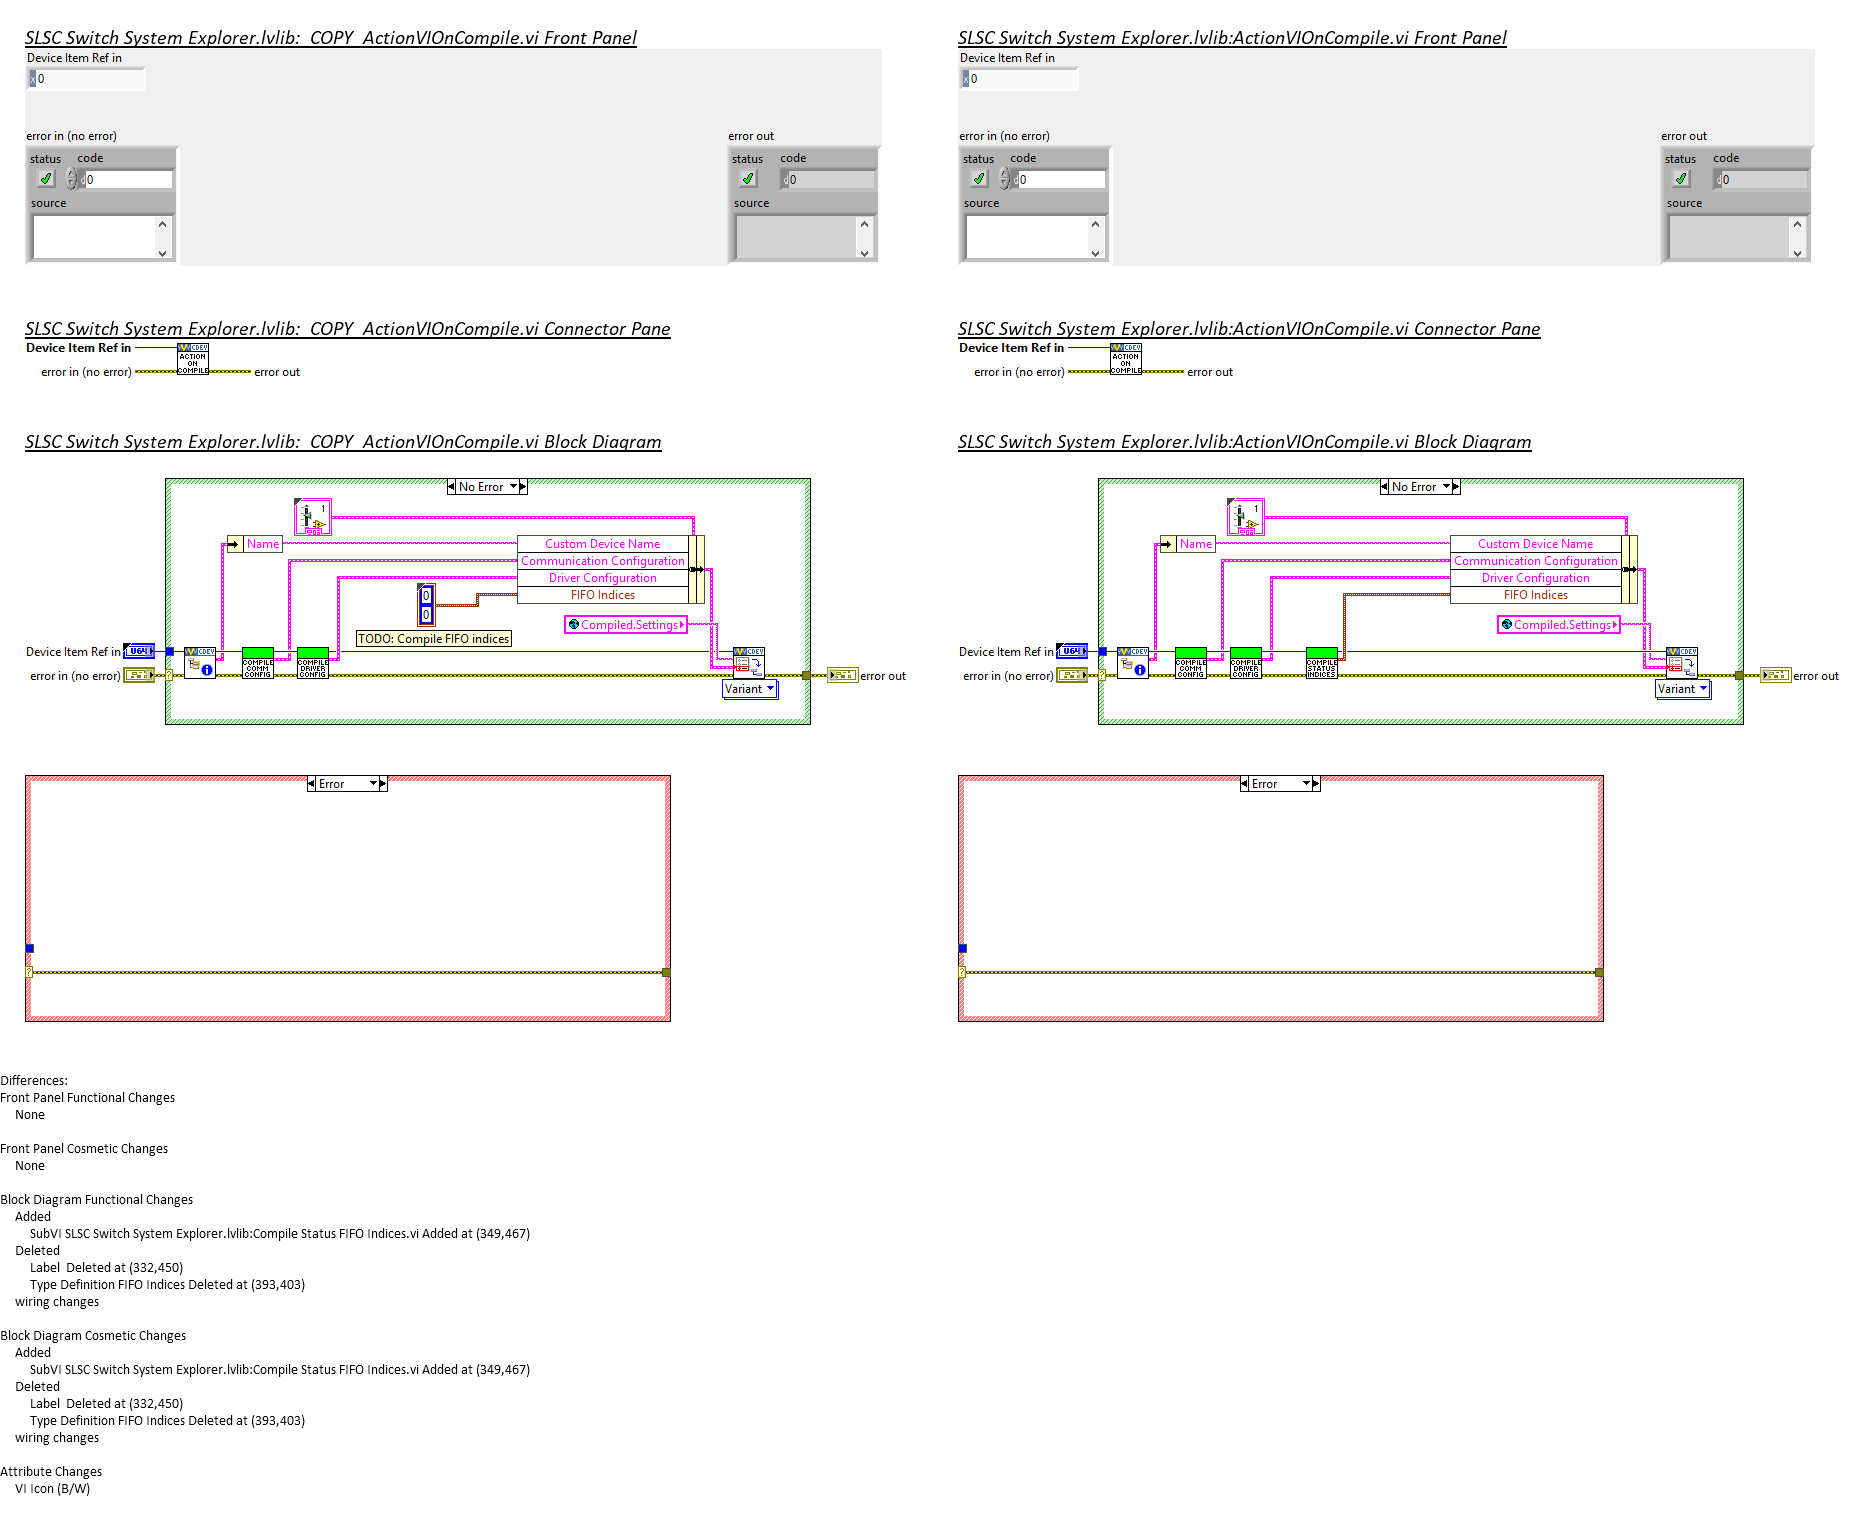 SLSC Switch System Explorer.lvlib:_COPY_ActionVIOnCompile.vi Front Panel
Device Item Ref in
x 0
error in (no error)
error out
status code
d 0
source
status code
d 0
source
SLSC Switch System Explorer.lvlib:_COPY_ActionVIOnCompile.vi Connector Pane
Device Item Ref in
CDEV
ACTION
ON
COMPILE
error in (no error)
error out
SLSC Switch System Explorer.lvlib:_COPY_ActionVIOnCompile.vi Block Diagram
No Error
1
Name
Custom Device Name
Communication Configuration
Driver Configuration
FIFO Indices
0
0
Compiled.Settings
TODO: Compile FIFO indices
Device Item Ref in
U64
CDEV
COMPILE
COMM
CONFIG
COMPILE
DRIVER
CONFIG
CDEV
error in (no error)
?
error out
Variant
Error
?
SLSC Switch System Explorer.lvlib:ActionVIOnCompile.vi Front Panel
Device Item Ref in
x 0
error in (no error)
error out
status code
d 0
source
status code
d 0
source
SLSC Switch System Explorer.lvlib:ActionVIOnCompile.vi Connector Pane
Device Item Ref in
CDEV
ACTION
ON
COMPILE
error in (no error)
error out
SLSC Switch System Explorer.lvlib:ActionVIOnCompile.vi Block Diagram
No Error
1
Name
Custom Device Name
Communication Configuration
Driver Configuration
FIFO Indices
Compiled.Settings
Device Item Ref in
U64
CDEV
COMPILE
COMM
CONFIG
COMPILE
DRIVER
CONFIG
COMPILE
STATUS
INDICES
CDEV
error in (no error)
?
error out
Variant
Error
?
Differences:
Front Panel Functional Changes
None
Front Panel Cosmetic Changes
None
Block Diagram Functional Changes
Added
SubVI SLSC Switch System Explorer.lvlib:Compile Status FIFO Indices.vi Added at (349,467)
Deleted
Label  Deleted at (332,450)
Type Definition FIFO Indices Deleted at (393,403)
wiring changes
Block Diagram Cosmetic Changes
Added
SubVI SLSC Switch System Explorer.lvlib:Compile Status FIFO Indices.vi Added at (349,467)
Deleted
Label  Deleted at (332,450)
Type Definition FIFO Indices Deleted at (393,403)
wiring changes
Attribute Changes
VI Icon (B/W)